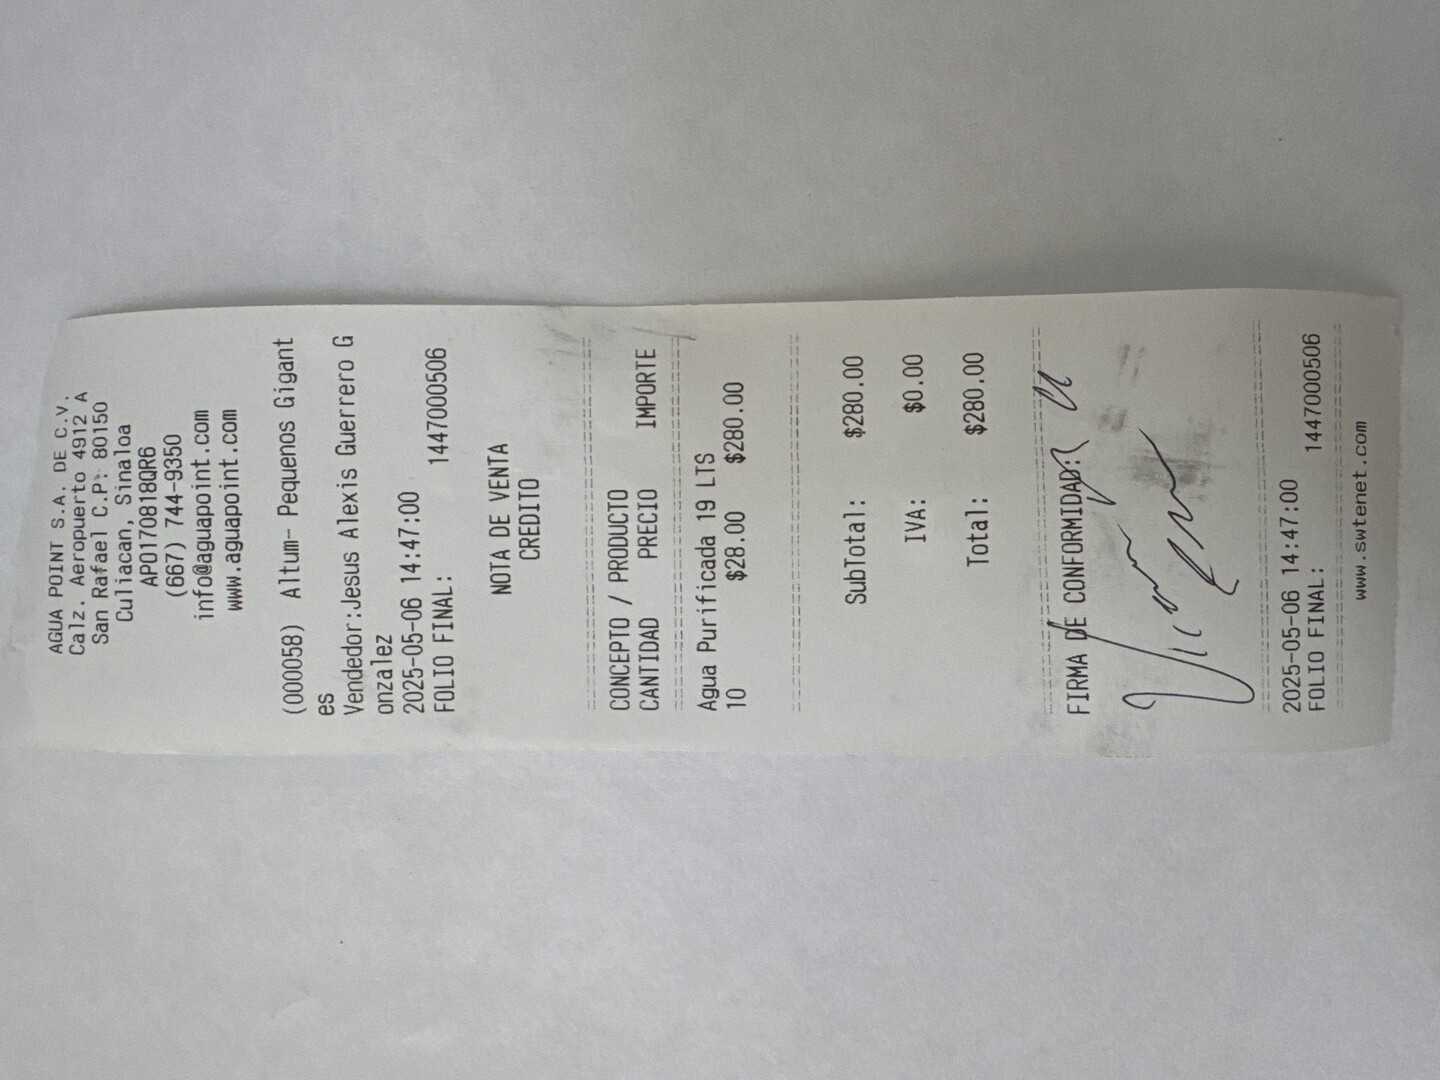 AGUA POINT S.A. DE C.V.
Calz. Aeropuerto 4912 A
San Rafael C.P: 80150
Culiacan, Sinaloa
APO170818QR6
(667) 744-9350
info@aguapoint.com
www.aguapoint.com
(000058) Altum- Pequenos Gigant
es
Vendedor:Jesus Alexis Guerrero G
onzalez
2025-05-06 14:47:00
FOLIO FINAL: 1447000506
NOTA DE VENTA
CREDITO
CONCEPTO / PRODUCTO
CANTIDAD PRECIO IMPORTE
Agua Purificada 19 LTS
10 $28.00 $280.00
SubTotal: $280.00
IVA: $0.00
Total: $280.00
FIRMA DE CONFORMIDAD:
2025-05-06 14:47:00
FOLIO FINAL: 1447000506
www.swtenet.com